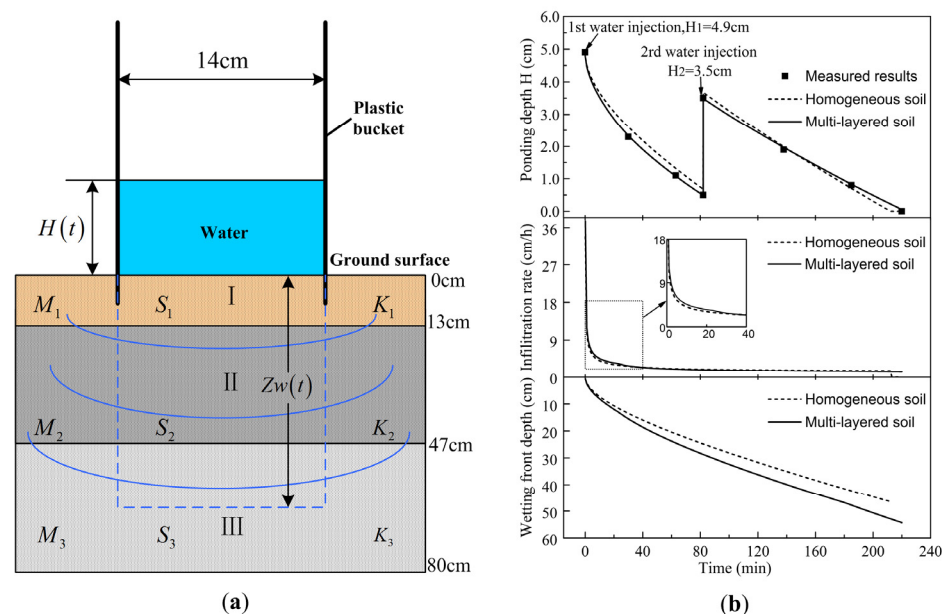 14cm
Plastic
bucket
H(t)
Water
Ground surface
0cm
M1 S1 I K1
13cm
II
Zw(t)
M2 S2 K2
47cm
III
M3 S3 K3
80cm
(a)
1st water injection,H1=4.9cm
2rd water injection
H2=3.5cm
Measured results
Homogeneous soil
Multi-layered soil
Ponding depth H (cm)
6.0
5.0
4.0
3.0
2.0
1.0
0.0
Homogeneous soil
Multi-layered soil
Infilitration rate (cm/h)
36
27
18
9
0
18
9
0
0 20 40
Homogeneous soil
Multi-layered soil
Wetting front depth (cm)
0
10
20
30
40
50
60
0 40 80 120 160 200 240
Time (min)
(b)